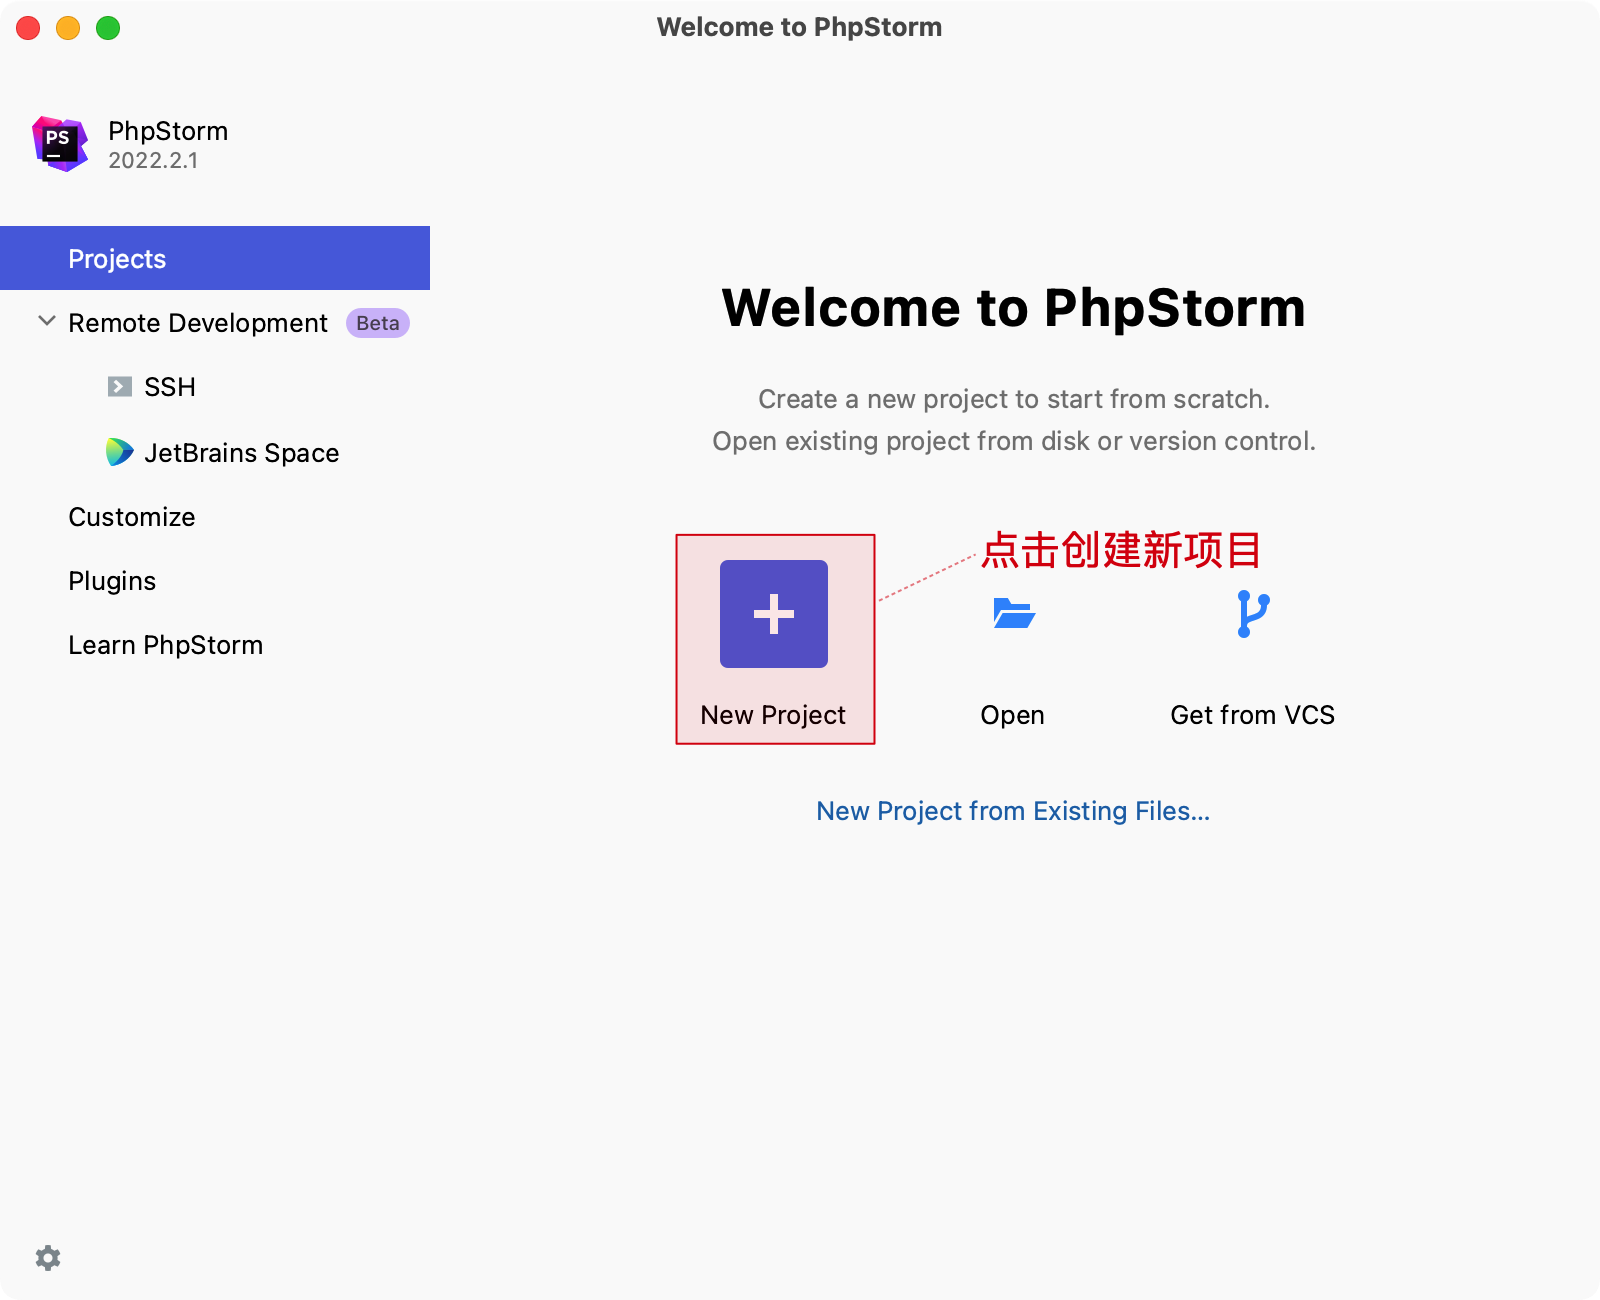 Welcome to PhpStorm
PS
PhpStorm
2022.2.1
Projects
Remote Development Beta
SSH
JetBrains Space
Customize
Plugins
Learn PhpStorm
Welcome to PhpStorm
Create a new project to start from scratch.
Open existing project from disk or version control.
点击创建新项目
New Project
Open
Get from VCS
New Project from Existing Files...